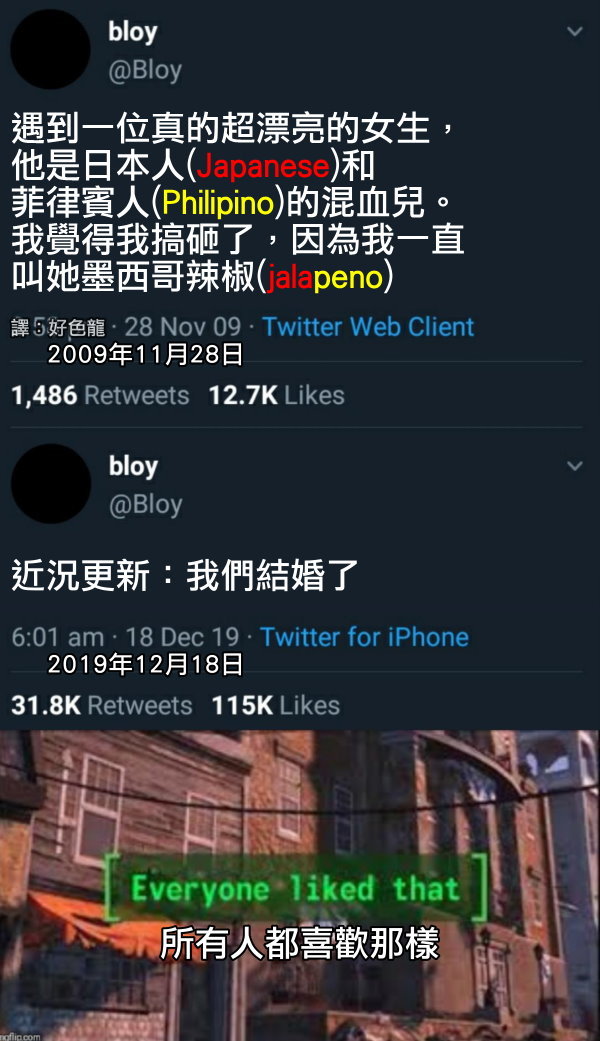 bloy
@Bloy
遇到一位真的超漂亮的女生，
他是日本人(Japanese)和
菲律賓人(Philipino)的混血兒。
我覺得我搞砸了，因為我一直
叫她墨西哥辣椒(jalapeno)
譯：好色龍 · 28 Nov 09 · Twitter Web Client
2009年11月28日
1,486 Retweets 12.7K Likes
bloy
@Bloy
近況更新：我們結婚了
6:01 am · 18 Dec 19 · Twitter for iPhone
2019年12月18日
31.8K Retweets 115K Likes
[Everyone liked that]
所有人都喜歡那樣